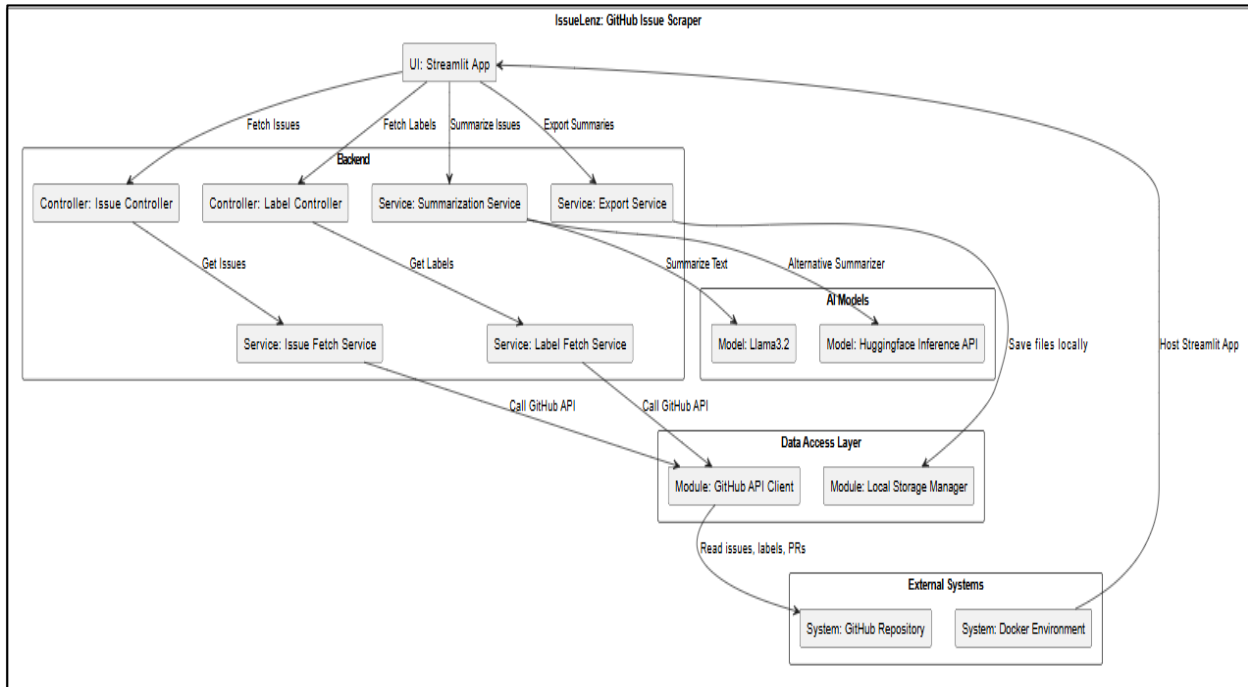 IssueLenz: GitHub Issue Scraper
UI: Streamlit App
Fetch Issues
Fetch Labels
Summarize Issues
Export Summaries
Backend
Controller: Issue Controller
Controller: Label Controller
Service: Summarization Service
Service: Export Service
Get Issues
Get Labels
Summarize Text
Alternative Summarizer
AI Models
Service: Issue Fetch Service
Service: Label Fetch Service
Model: Llama3.2
Model: Huggingface Inference API
Save files locally
Host Streamlit App
Call GitHub API
Call GitHub API
Data Access Layer
Module: GitHub API Client
Module: Local Storage Manager
Read issues, labels, PRs
External Systems
System: GitHub Repository
System: Docker Environment